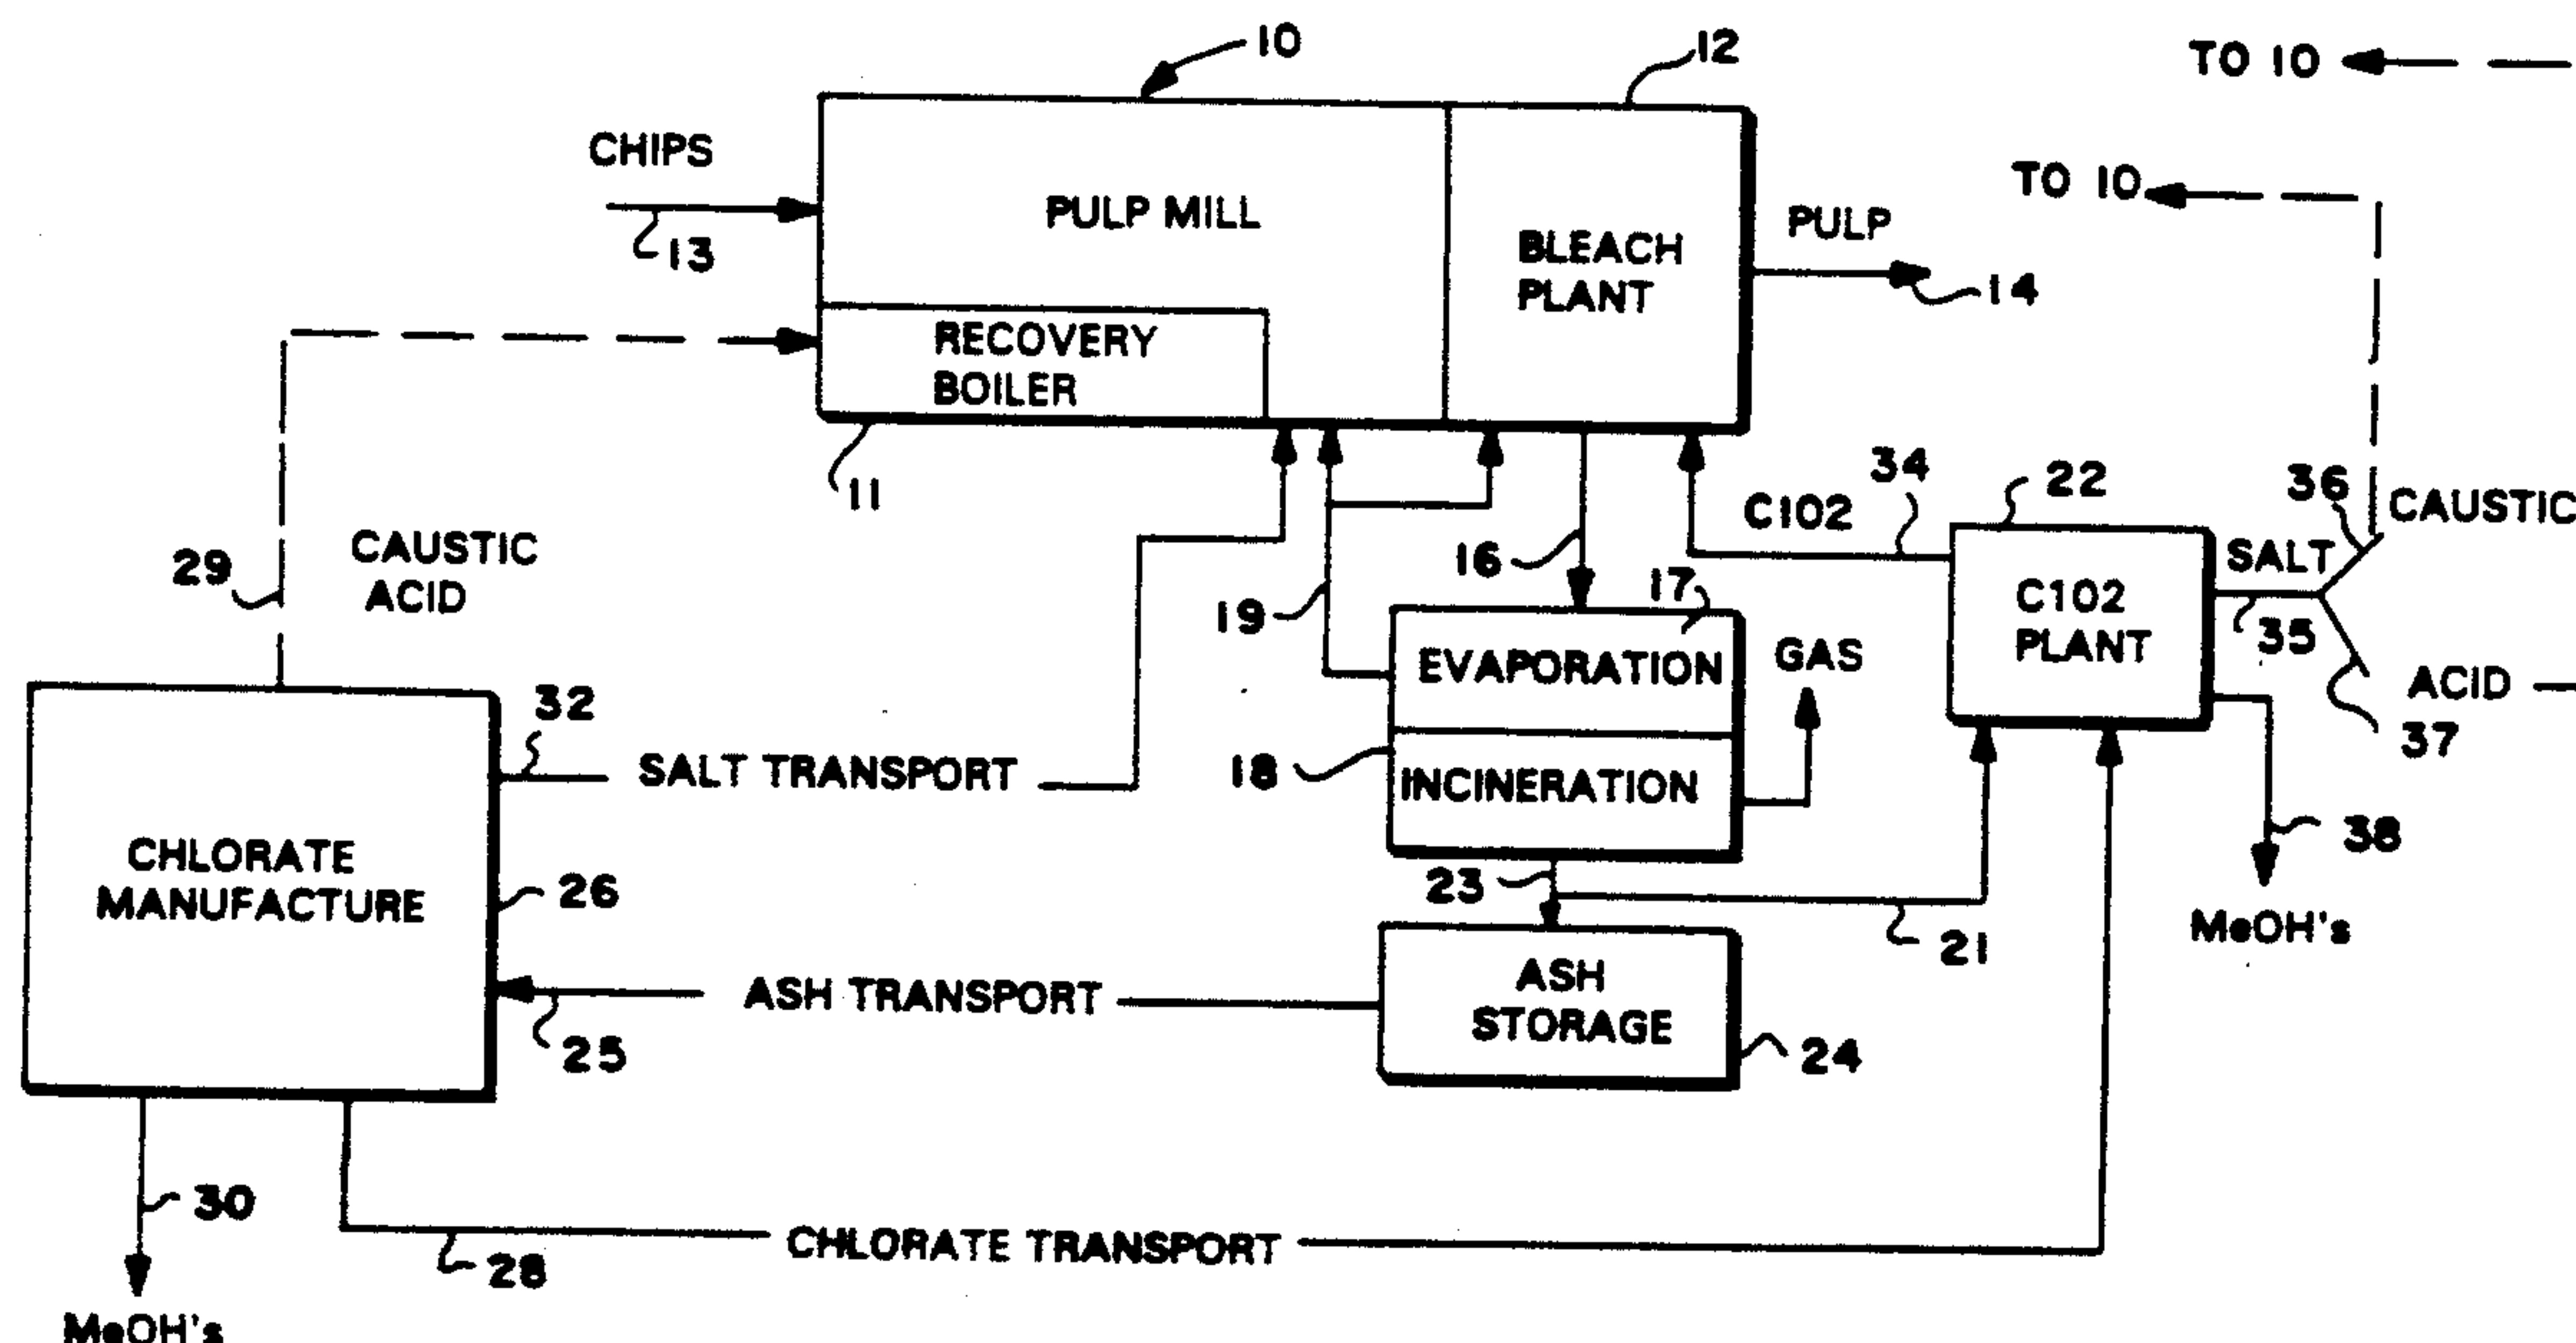 10
12
TO 10
CHIPS
13
PULP MILL
TO 10
BLEACH
PLANT
PULP
14
RECOVERY
BOILER
11
29
CAUSTIC
ACID
19
16
17
C102
34
22
36
CAUSTIC
SALT
35
C102
PLANT
ACID
37
38
MeOH's
EVAPORATION
18
INCINERATION
GAS
32
SALT TRANSPORT
CHLORATE
MANUFACTURE
26
23
21
ASH TRANSPORT
25
ASH
STORAGE
24
30
28
CHLORATE TRANSPORT
MeOH's